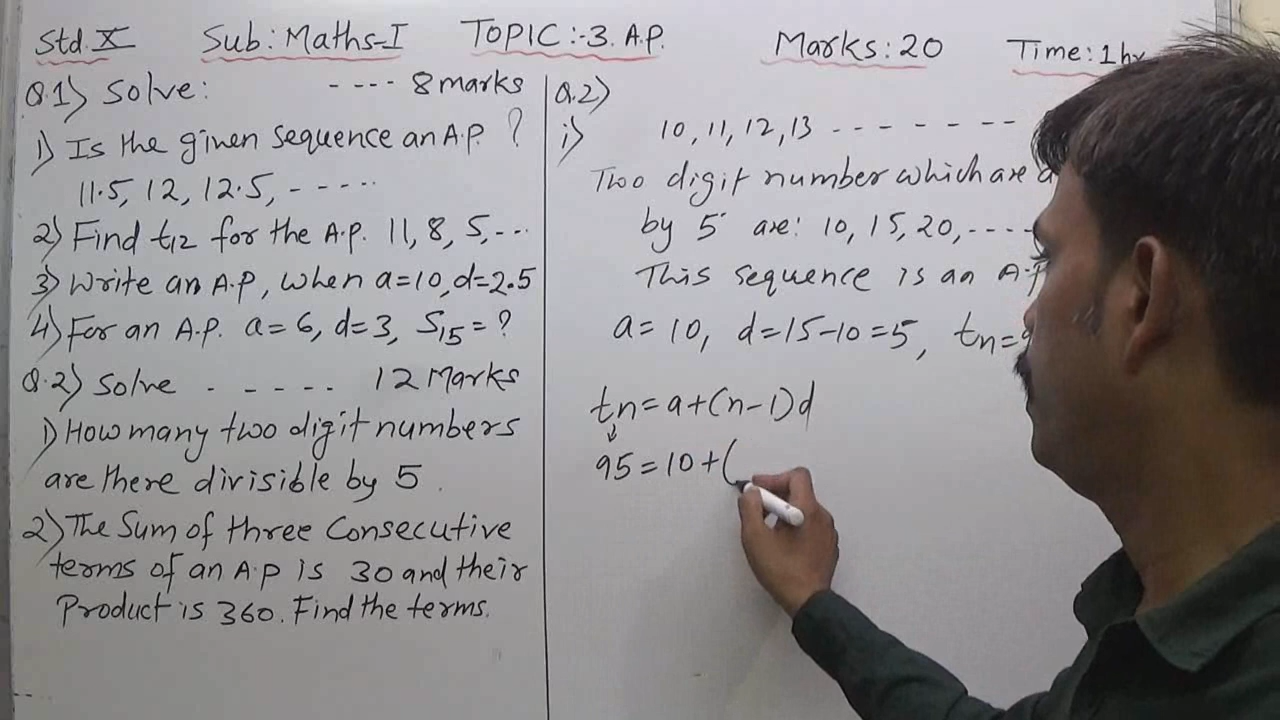 Std. X Sub: Maths-I TOPIC:-3. A.P. Marks: 20 Time: 1hr
Q.1) Solve: ---- 8 marks
1) Is the given sequence an A.P. ?
11.5, 12, 12.5, -----
2) Find t12 for the A.P. 11, 8, 5, ---
3) Write an A.P, when a=10, d=2.5
4) For an A.P. a=6, d=3, S15=?
Q.2) Solve ------ 12 Marks
1) How many two digit numbers
are there divisible by 5.
2) The Sum of three Consecutive
terms of an A.P is 30 and their
Product is 360. Find the terms.
Q.2)
i) 10, 11, 12, 13 -------
Two digit number which are
by 5 are: 10, 15, 20, ----
This sequence is an A.P
a=10, d=15-10=5, tn=
tn=a+(n-1)d
95=10+(